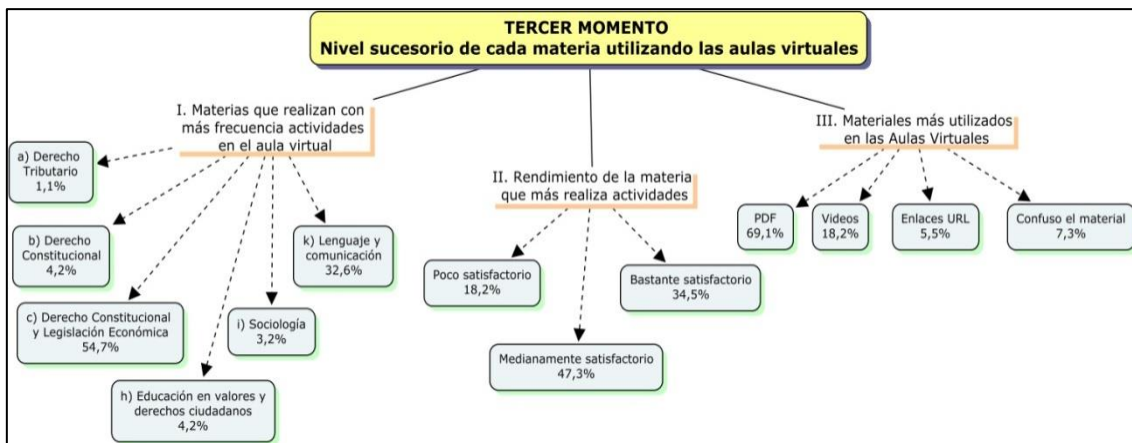 TERCER MOMENTO
Nivel sucesorio de cada materia utilizando las aulas virtuales
I. Materias que realizan con
más frecuencia actividades
en el aula virtual
a) Derecho
Tributario
1,1%
b) Derecho
Constitucional
4,2%
c) Derecho Constitucional
y Legislación Económica
54,7%
h) Educación en valores y
derechos ciudadanos
4,2%
i) Sociología
3,2%
k) Lenguaje y
comunicación
32,6%
II. Rendimiento de la materia
que más realiza actividades
Poco satisfactorio
18,2%
Medianamente satisfactorio
47,3%
Bastante satisfactorio
34,5%
III. Materiales más utilizados
en las Aulas Virtuales
PDF
69,1%
Videos
18,2%
Enlaces URL
5,5%
Confuso el material
7,3%